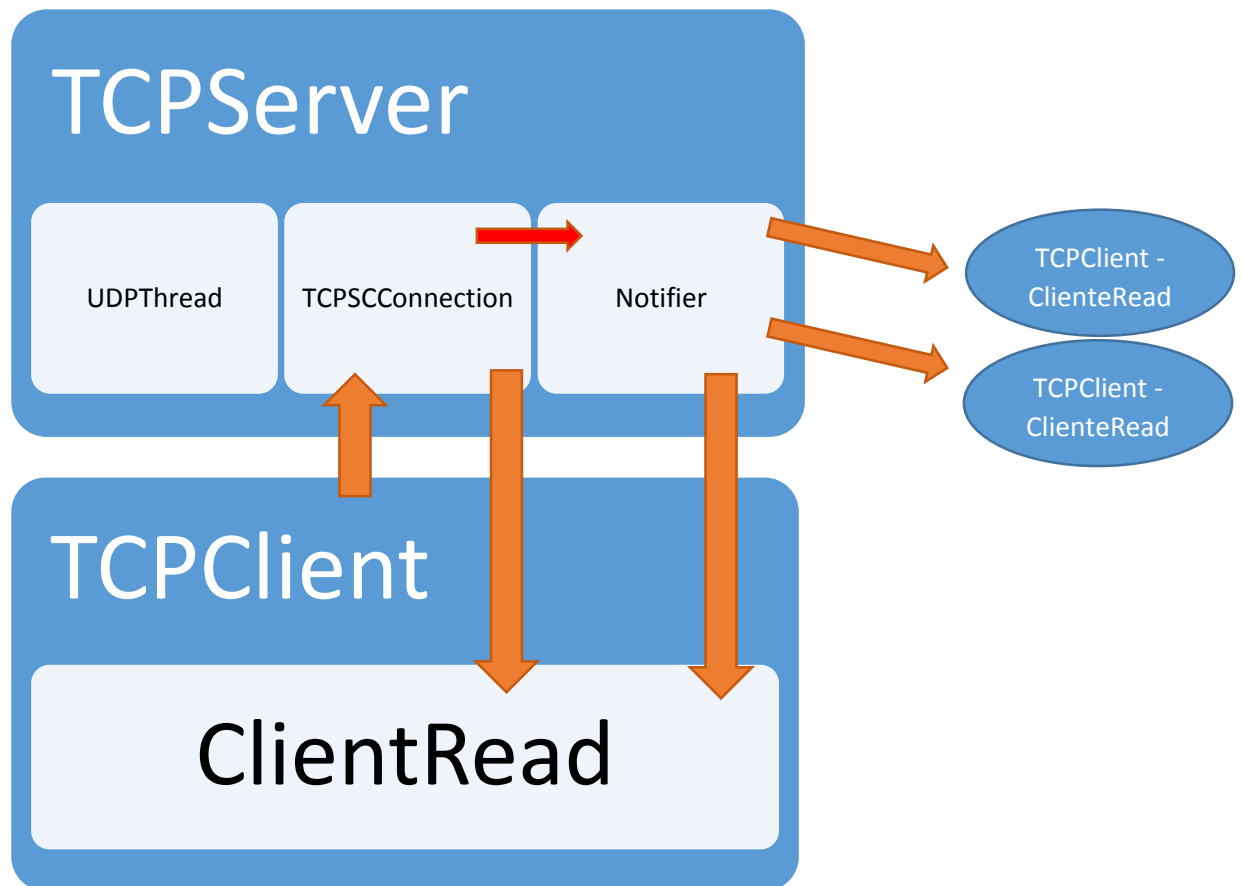 TCPServer
UDPThread
TCPSCConnection
Notifier
TCPClient -
ClienteRead
TCPClient -
ClienteRead
TCPClient
ClientRead